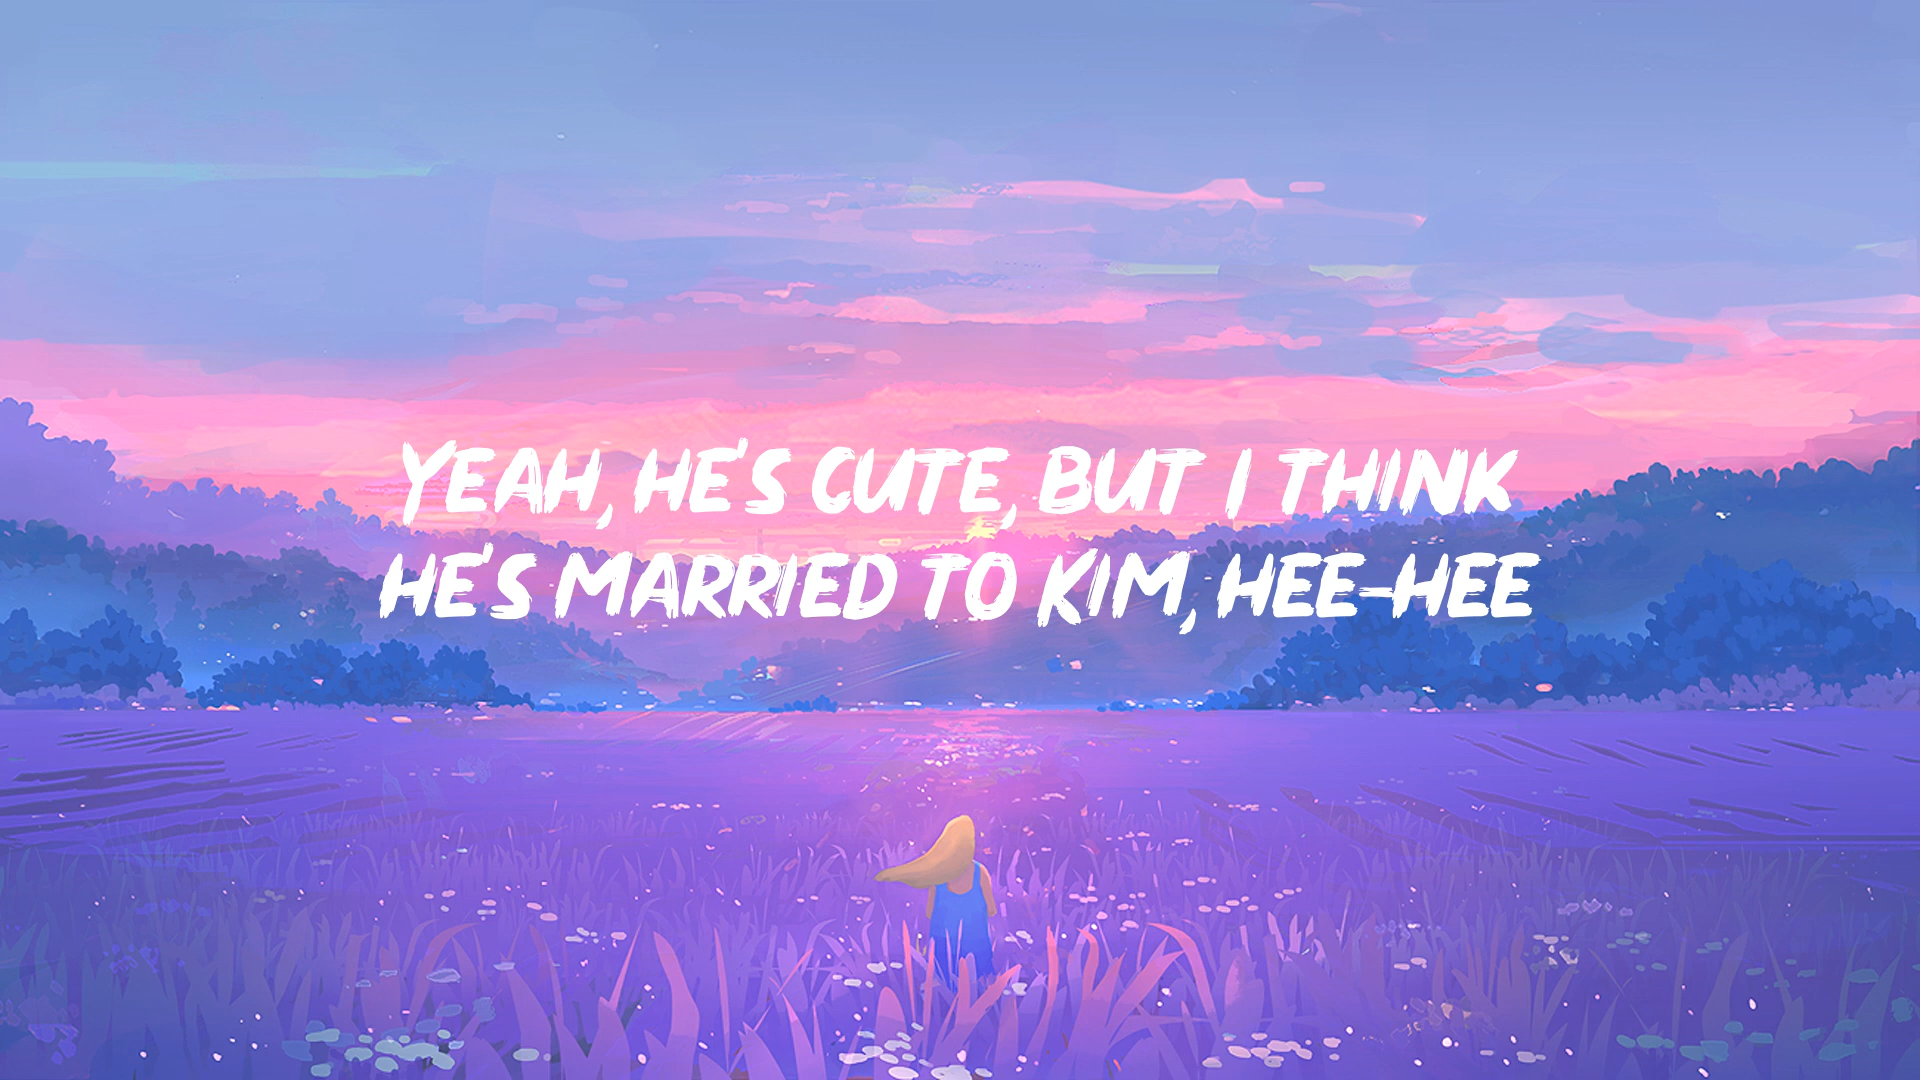 YEAH, HE'S CUTE, BUT I THINK
HE'S MARRIED TO KIM, HEE-HEE